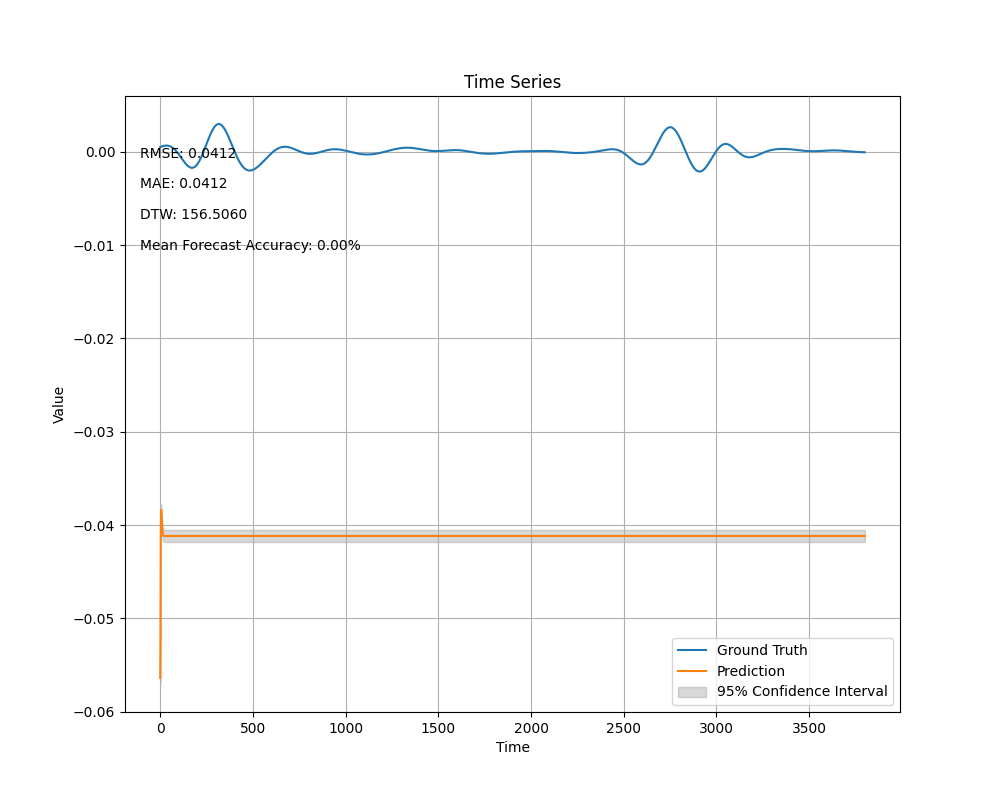 Time Series
0.00
−0.01
−0.02
−0.03
−0.04
−0.05
−0.06
Value
RMSE: 0.0412
MAE: 0.0412
DTW: 156.5060
Mean Forecast Accuracy: 0.00%
Ground Truth
Prediction
95% Confidence Interval
0 500 1000 1500 2000 2500 3000 3500
Time